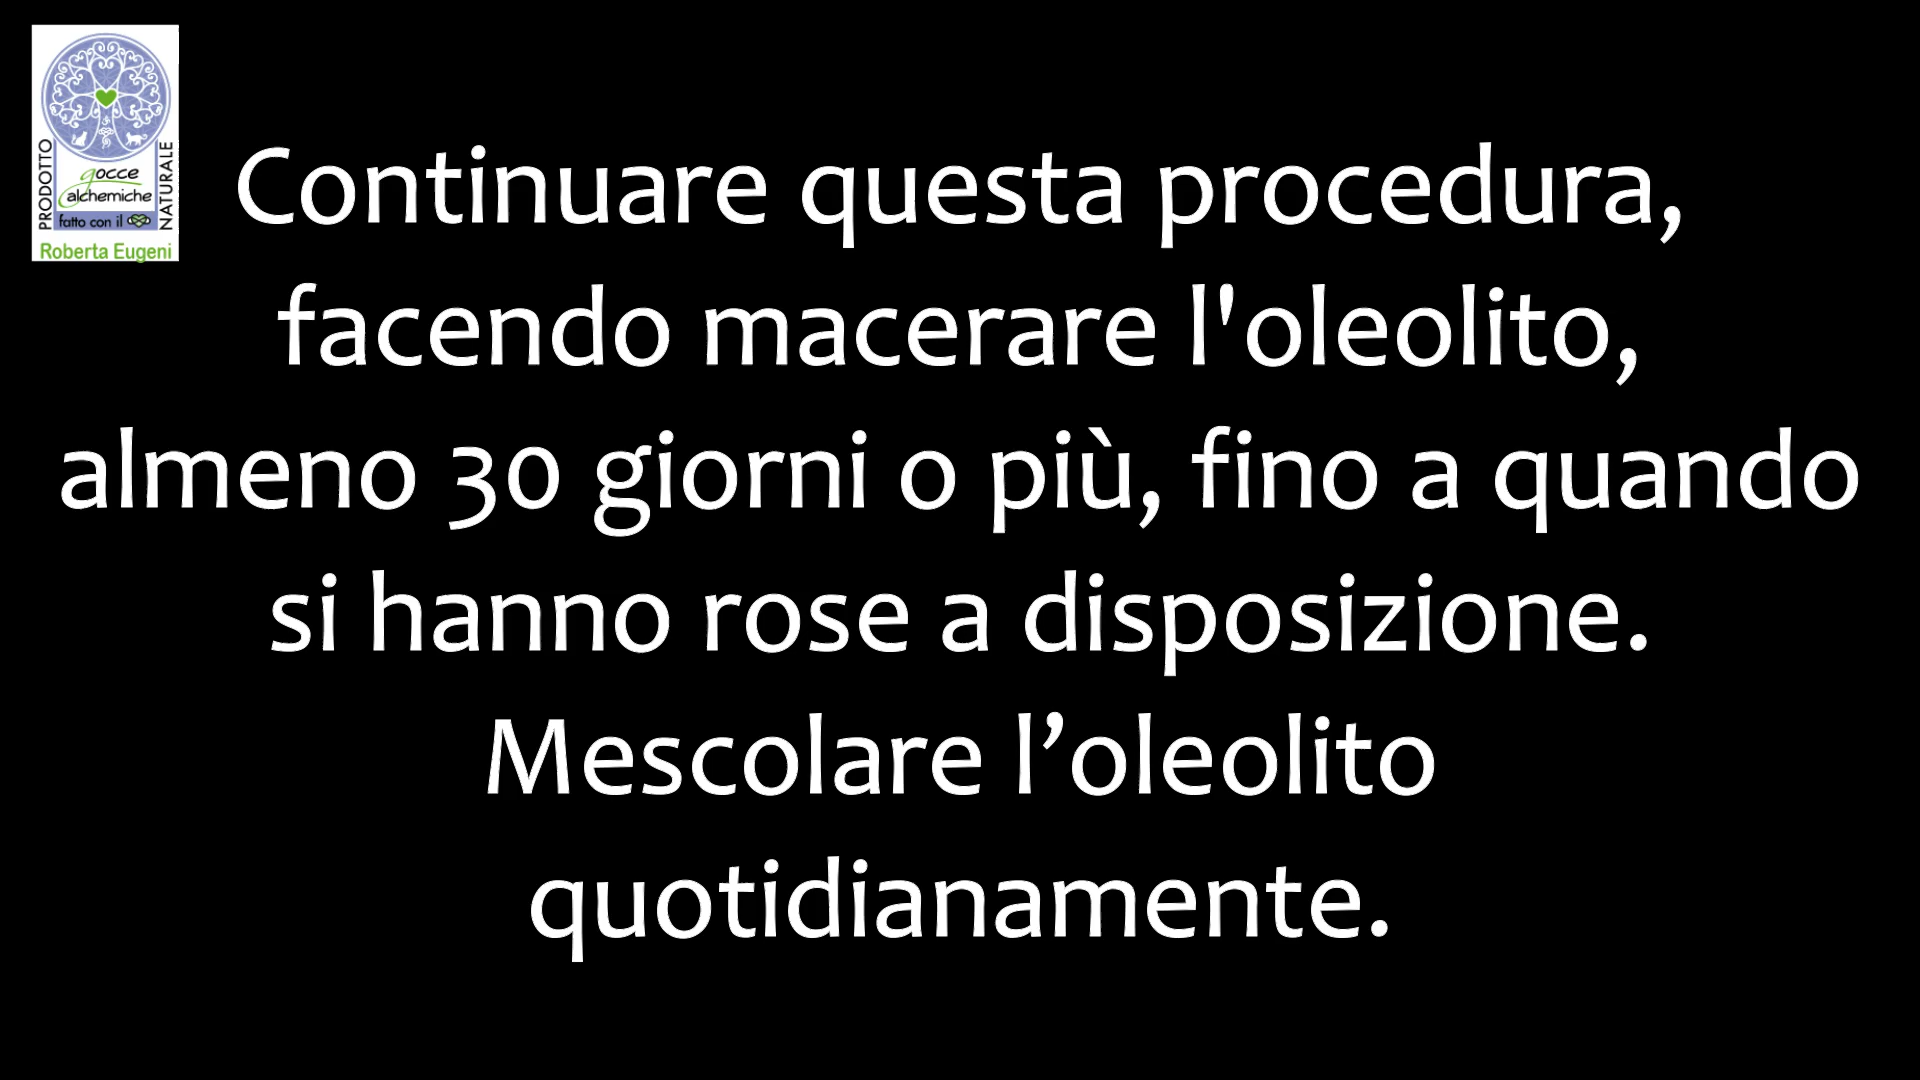 PRODOTTO
NATURALE
gocce
alchemiche
fatto con il
Roberta Eugeni
Continuare questa procedura,
facendo macerare l'oleolito,
almeno 30 giorni o più, fino a quando
si hanno rose a disposizione.
Mescolare l’oleolito
quotidianamente.